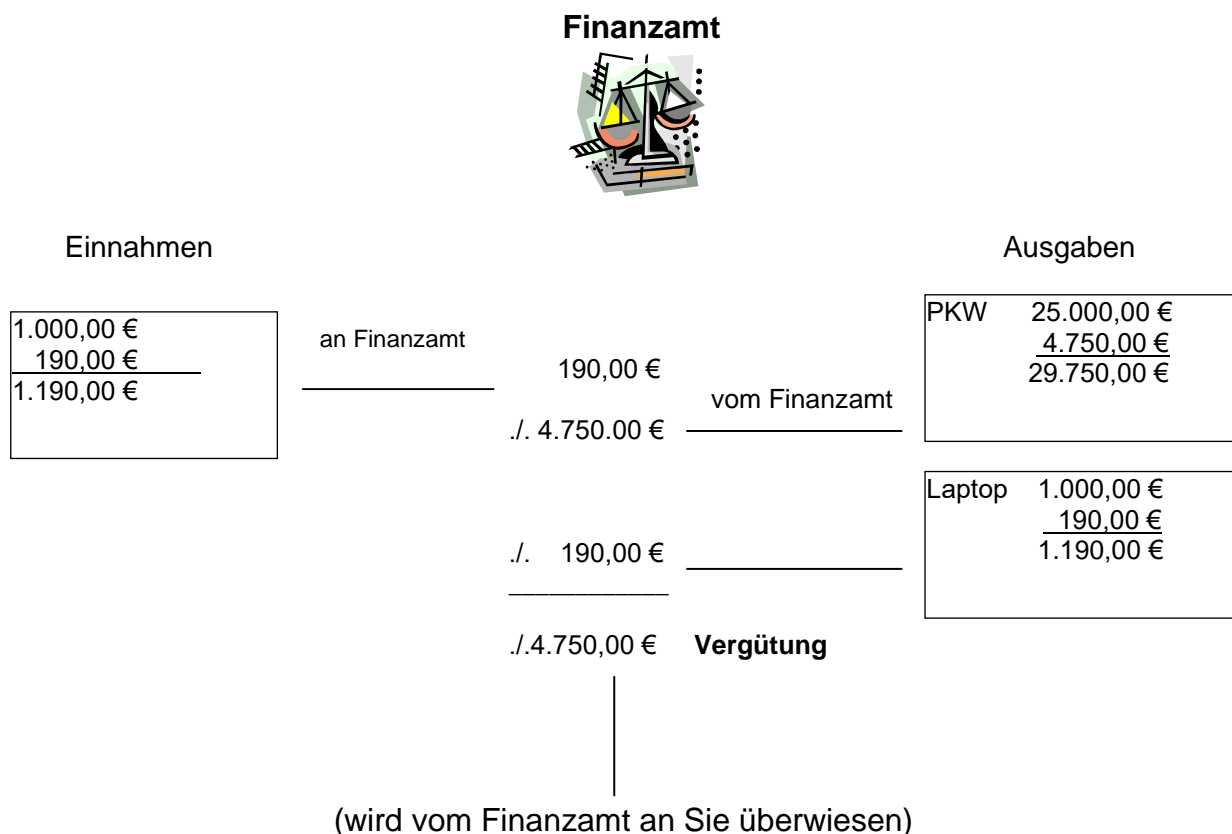 Finanzamt
Einnahmen
Ausgaben
1.000,00 €
190,00 €
1.190,00 €
an Finanzamt
190,00 €
./. 4.750.00 €
vom Finanzamt
PKW 25.000,00 €
4.750,00 €
29.750,00 €
Laptop 1.000,00 €
190,00 €
1.190,00 €
./. 190,00 €
./.4.750,00 € Vergütung
(wird vom Finanzamt an Sie überwiesen)